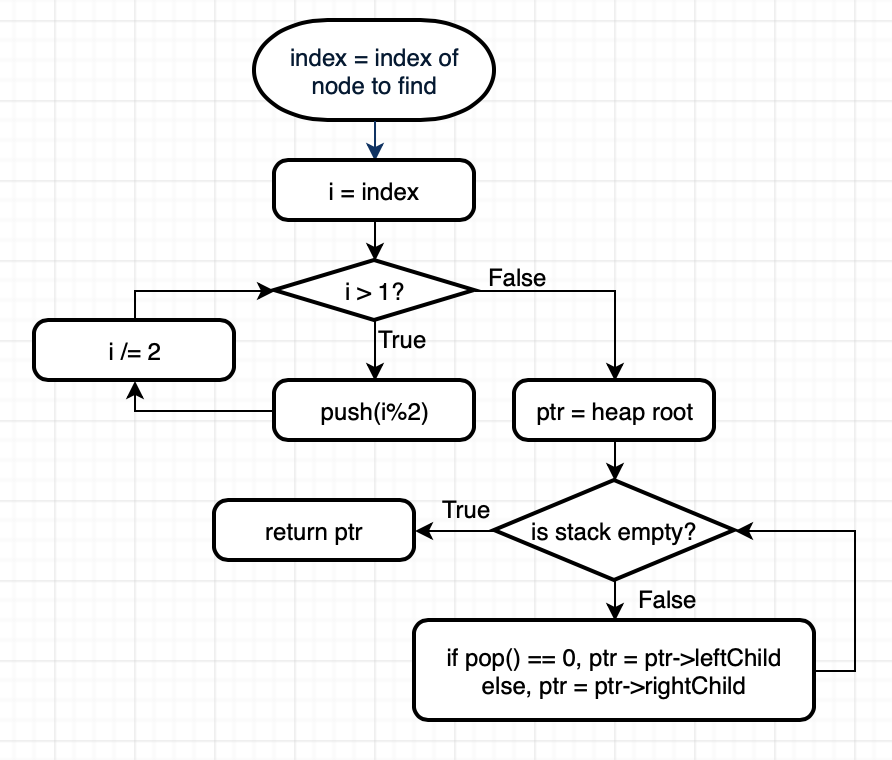 index = index of
node to find
i = index
i > 1?
False
True
i /= 2
push(i%2)
ptr = heap root
True
return ptr
is stack empty?
False
if pop() == 0, ptr = ptr->leftChild
else, ptr = ptr->rightChild